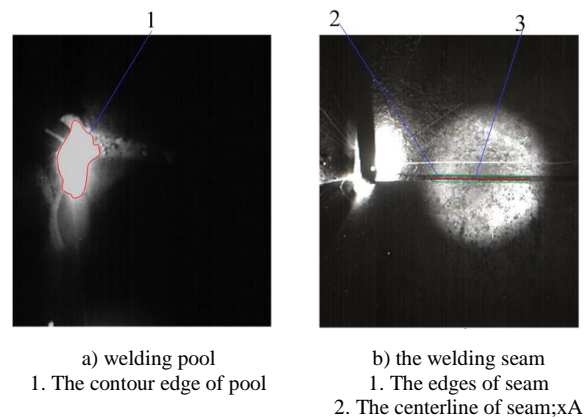 1
2
3
a) welding pool
1. The contour edge of pool
b) the welding seam
1. The edges of seam
2. The centerline of seam;xA